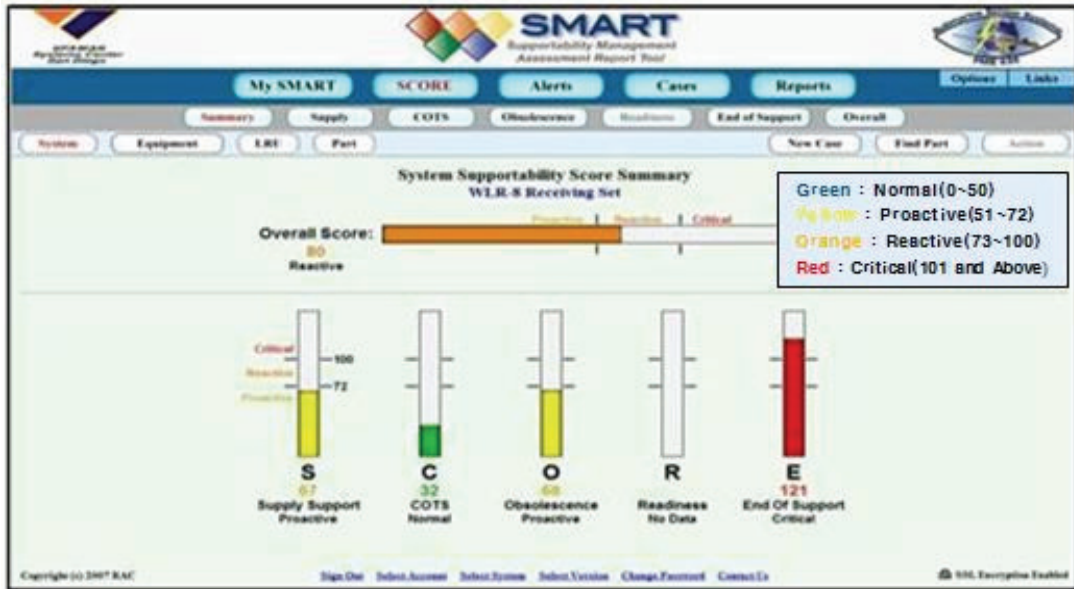 SPAWAR
Systems Center
San Diego
SMART
Supportability Management
Assessment Report Tool
My SMART SCORE Alerts Cases Reports Options Links
Summary Supply COTS Obsolescence Readiness End of Support Overall
System Equipment LRU Part New Case Find Part Action
System Supportability Score Summary
WLR-8 Receiving Set
Proactive Reactive Critical
Overall Score:
80
Reactive
Green : Normal(0~50)
Yellow : Proactive(51~72)
Orange : Reactive(73~100)
Red : Critical(101 and Above)
Critical
100
Reactive
72
Proactive
S C O R E
67 32 68 121
Supply Support COTS Obsolescence Readiness End Of Support
Proactive Normal Proactive No Data Critical
Copyright (c) 2007 RAC Sign Out Select Account Select System Select Version Change Password Contact Us SSL Encryption Enabled